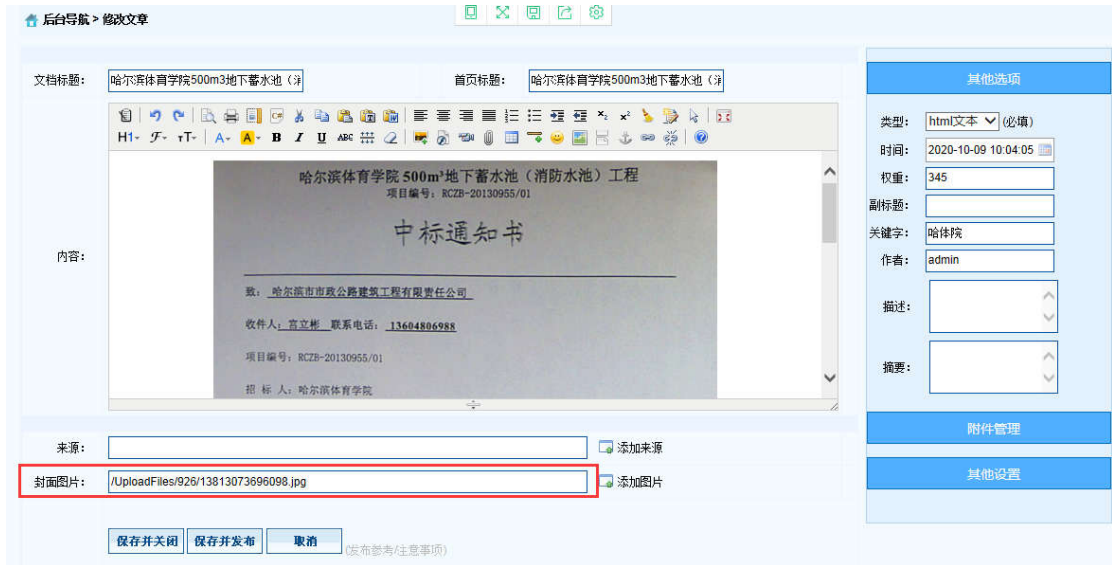 后台导航 > 修改文章
文档标题: 哈尔滨体育学院500m3地下蓄水池（消 首页标题: 哈尔滨体育学院500m3地下蓄水池（消
H1 F тT A A B I U ABC
内容:
哈尔滨体育学院 500m³地下蓄水池（消防水池）工程
项目编号：RCZB-20130955/01
中标通知书
致： 哈尔滨市市政公路建筑工程有限责任公司
收件人：宫立彬 联系电话： 13604806988
项目编号：RCZB-20130955/01
招 标 人：哈尔滨体育学院
来源: 添加来源
封面图片: /UploadFiles/926/13813073696098.jpg 添加图片
保存并关闭 保存并发布 取消 (发布参考/注意事项)
其他选项
类型: html文本 (必填)
时间: 2020-10-09 10:04:05
权重: 345
副标题:
关键字: 哈体院
作者: admin
描述:
摘要:
附件管理
其他设置